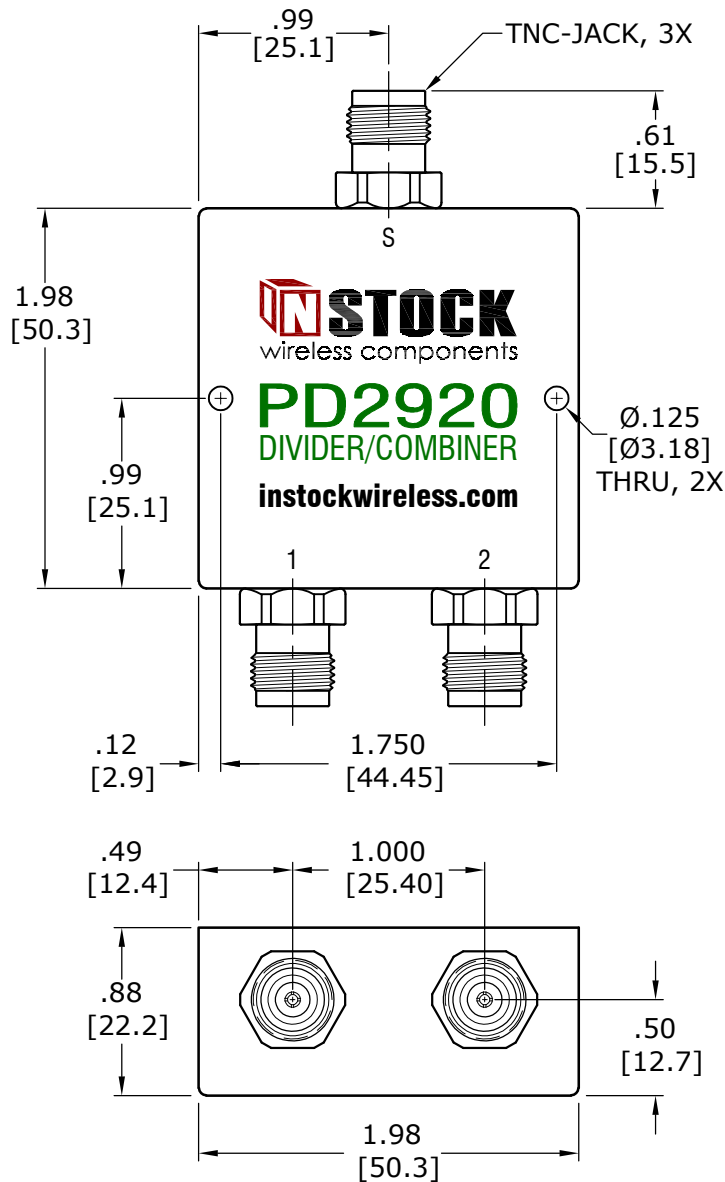 .99
[25.1]
TNC-JACK, 3X
.61
[15.5]
S
1.98
[50.3]
INSTOCK
wireless components
PD2920
DIVIDER/COMBINER
instockwireless.com
Ø.125
[Ø3.18]
THRU, 2X
.99
[25.1]
1
2
.12
[2.9]
1.750
[44.45]
.49
[12.4]
1.000
[25.40]
.88
[22.2]
.50
[12.7]
1.98
[50.3]